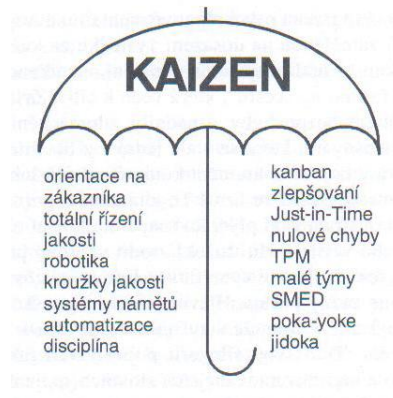 KAIZEN
orientace na
zákazníka
totální řízení
jakosti
robotika
kroužky jakosti
systémy námětů
automatizace
disciplína
kanban
zlepšování
Just-in-Time
nulové chyby
TPM
malé týmy
SMED
poka-yoke
jidoka